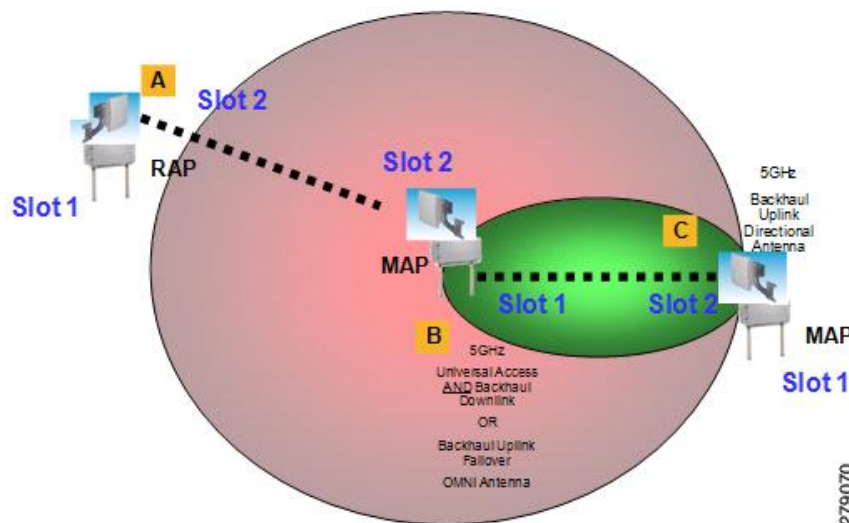 A
Slot 2
RAP
Slot 1
Slot 2
MAP
5GHz
Backhaul
Uplink
Directional
Antenna
C
Slot 1
Slot 2
MAP
Slot 1
B
5GHz
Universal Access
AND Backhaul
Downlink
OR
Backhaul Uplink
Failover
OMNI Antenna
279070